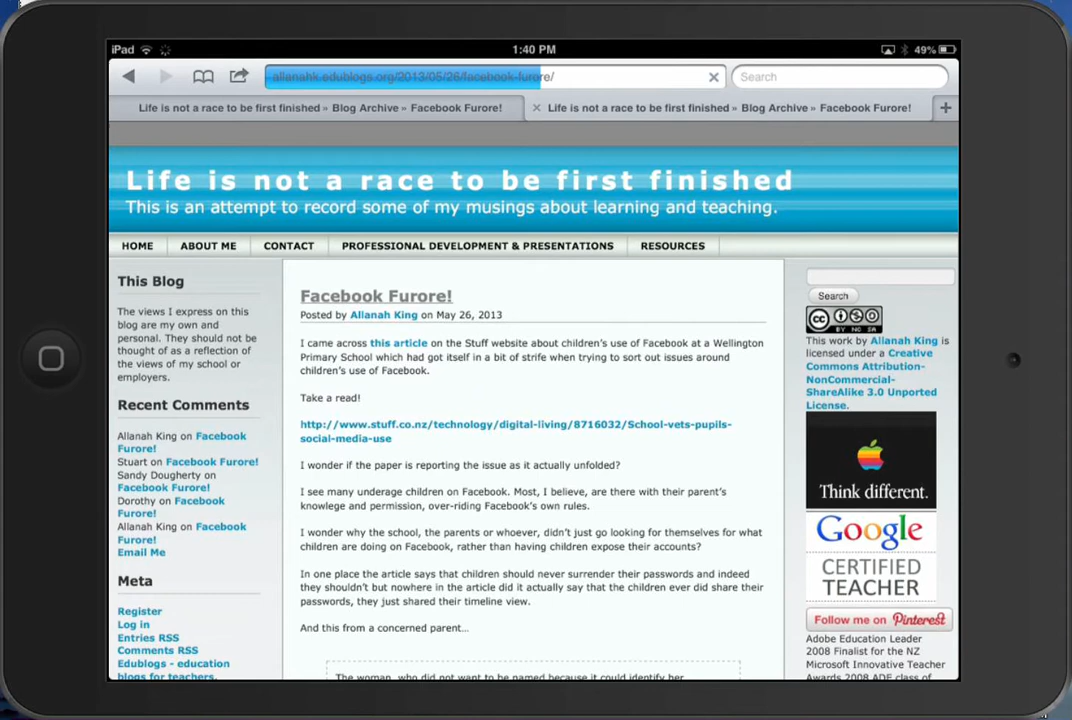 iPad 1:40 PM 49%
allanahk.edublogs.org/2013/05/26/facebook-furore/ Search
Life is not a race to be first finished » Blog Archive » Facebook Furore! Life is not a race to be first finished » Blog Archive » Facebook Furore!
Life is not a race to be first finished
This is an attempt to record some of my musings about learning and teaching.
HOME ABOUT ME CONTACT PROFESSIONAL DEVELOPMENT & PRESENTATIONS RESOURCES
This Blog
The views I express on this
blog are my own and
personal. They should not be
thought of as a reflection of
the views of my school or
employers.
Recent Comments
Allanah King on Facebook
Furore!
Stuart on Facebook Furore!
Sandy Dougherty on
Facebook Furore!
Dorothy on Facebook
Furore!
Allanah King on Facebook
Furore!
Email Me
Meta
Register
Log in
Entries RSS
Comments RSS
Edublogs - education
blogs for teachers,
Facebook Furore!
Posted by Allanah King on May 26, 2013
I came across this article on the Stuff website about children's use of Facebook at a Wellington
Primary School which had got itself in a bit of strife when trying to sort out issues around
children's use of Facebook.
Take a read!
http://www.stuff.co.nz/technology/digital-living/8716032/School-vets-pupils-
social-media-use
I wonder if the paper is reporting the issue as it actually unfolded?
I see many underage children on Facebook. Most, I believe, are there with their parent's
knowlege and permission, over-riding Facebook's own rules.
I wonder why the school, the parents or whoever, didn't just go looking for themselves for what
children are doing on Facebook, rather than having children expose their accounts?
In one place the article says that children should never surrender their passwords and indeed
they shouldn't but nowhere in the article did it actually say that the children ever did share their
passwords, they just shared their timeline view.
And this from a concerned parent...
The woman, who did not want to be named because it could identify her
Search
cc BY NC SA
This work by Allanah King is
licensed under a Creative
Commons Attribution-
NonCommercial-
ShareAlike 3.0 Unported
License.
Think different.
Google
CERTIFIED
TEACHER
Follow me on Pinterest
Adobe Education Leader
2008 Finalist for the NZ
Microsoft Innovative Teacher
Awards 2008 ADE class of